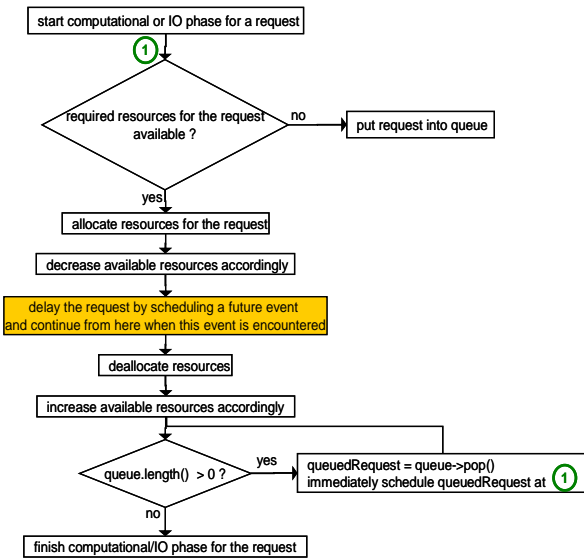 start computational or IO phase for a request
1
required resources for the request
available ?
no
put request into queue
yes
allocate resources for the request
decrease available resources accordingly
delay the request by scheduling a future event
and continue from here when this event is encountered
deallocate resources
increase available resources accordingly
queue.length() > 0 ?
yes
queuedRequest = queue->pop()
immediately schedule queuedRequest at 1
no
finish computational/IO phase for the request